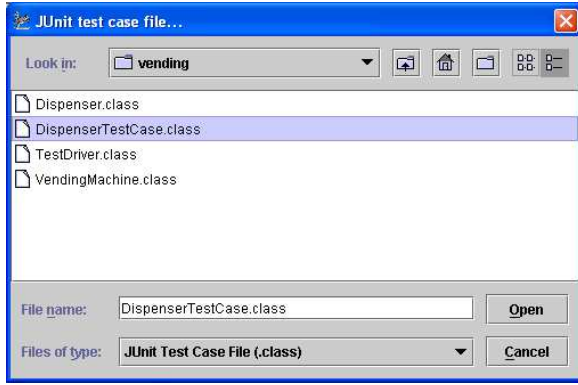 JUnit test case file...
Look in: vending
Dispenser.class
DispenserTestCase.class
TestDriver.class
VendingMachine.class
File name: DispenserTestCase.class Open
Files of type: JUnit Test Case File (.class) Cancel